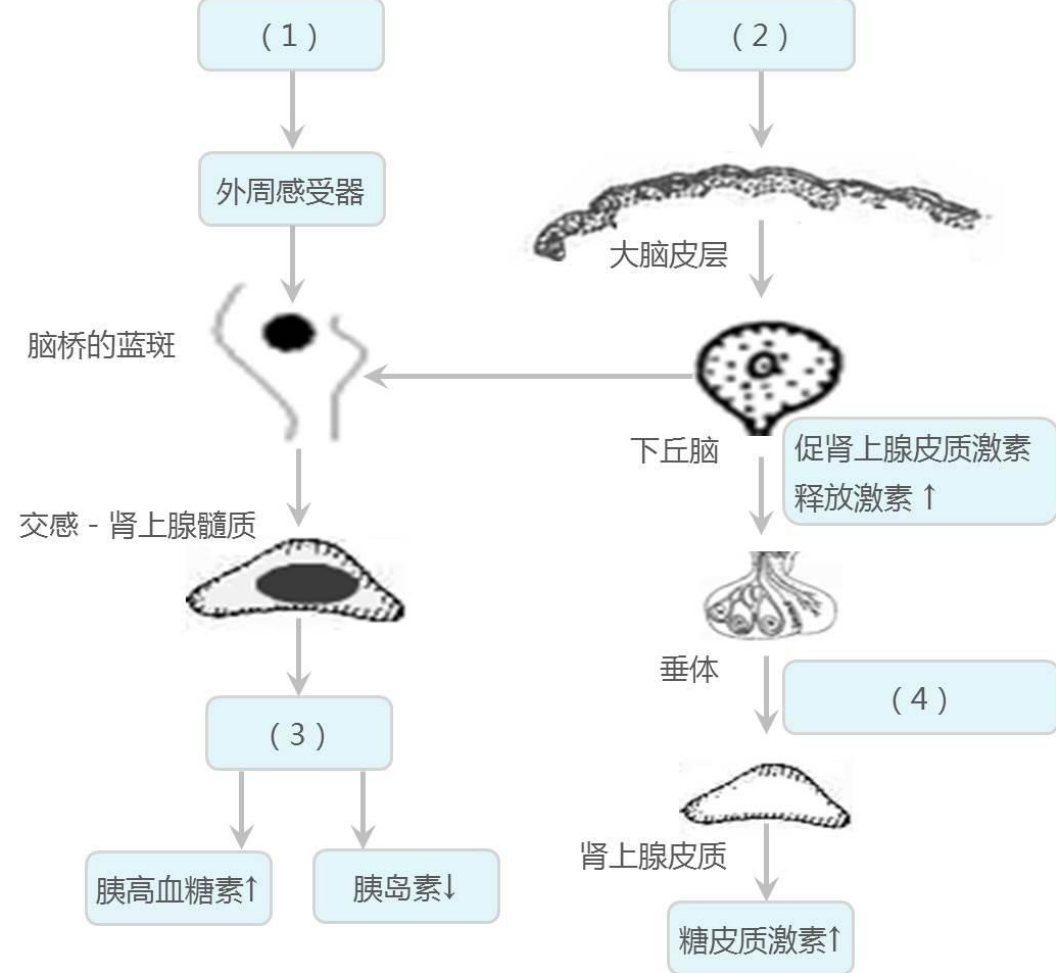 （1）
（2）
外周感受器
大脑皮层
脑桥的蓝斑
下丘脑
促肾上腺皮质激素
释放激素↑
交感-肾上腺髓质
垂体
（3）
（4）
肾上腺皮质
胰高血糖素↑
胰岛素↓
糖皮质激素↑